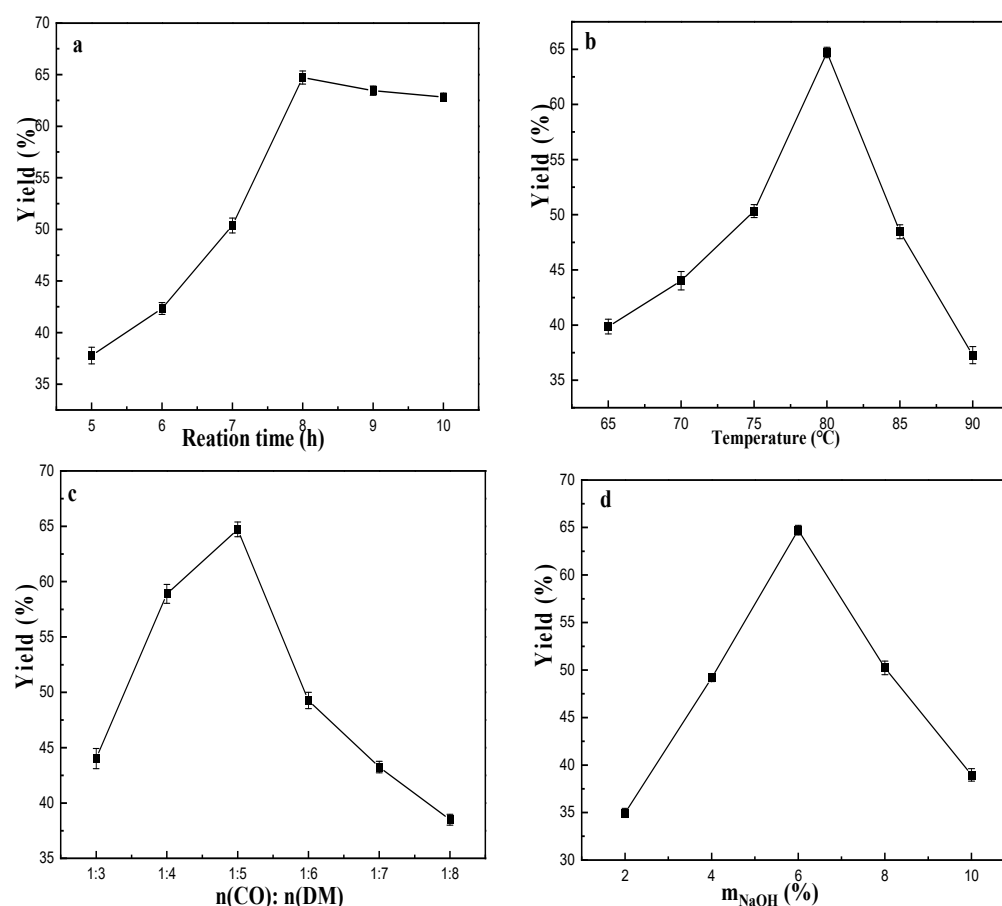 a
70
65
60
55
50
45
40
35
Yield (%)
5 6 7 8 9 10
Reation time (h)
b
65
60
55
50
45
40
35
Yield (%)
65 70 75 80 85 90
Temperature (°C)
c
70
65
60
55
50
45
40
35
Yield (%)
1:3 1:4 1:5 1:6 1:7 1:8
n(CO): n(DM)
d
70
65
60
55
50
45
40
35
30
Yield (%)
2 4 6 8 10
mNaOH (%)